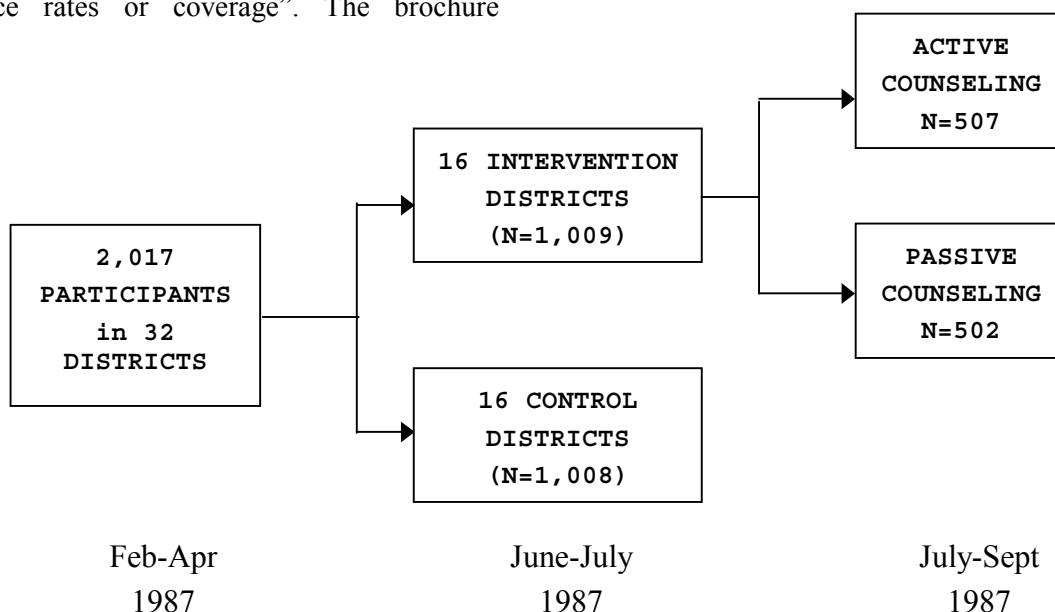 ce rates or coverage”. The brochure
ACTIVE
COUNSELING
N=507
16 INTERVENTION
DISTRICTS
(N=1,009)
2,017
PARTICIPANTS
in 32
DISTRICTS
PASSIVE
COUNSELING
N=502
16 CONTROL
DISTRICTS
(N=1,008)
Feb-Apr
1987
June-July
1987
July-Sept
1987